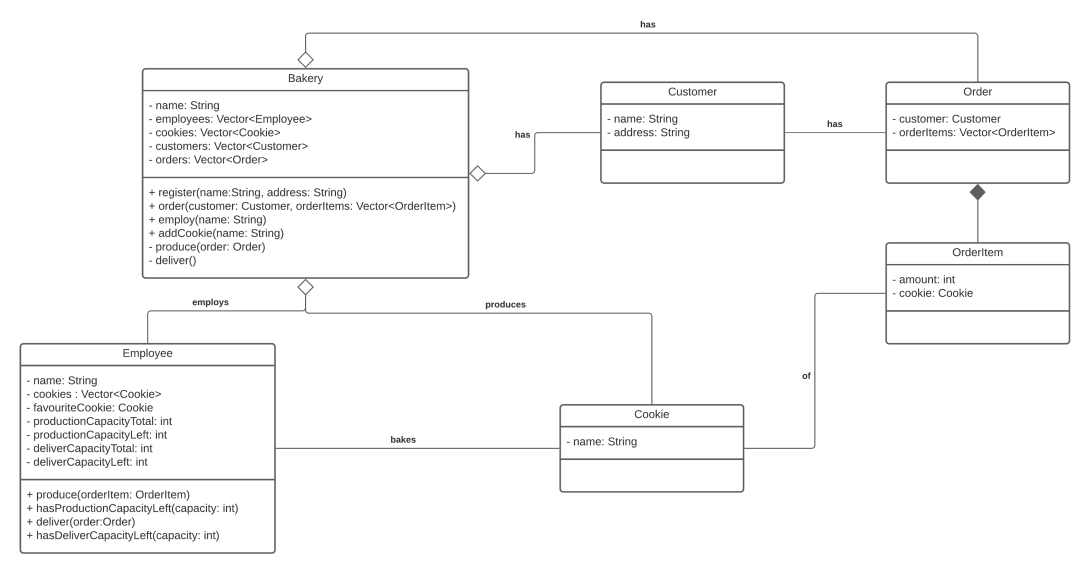 has
Bakery
- name: String
- employees: Vector<Employee>
- cookies: Vector<Cookie>
- customers: Vector<Customer>
- orders: Vector<Order>
+ register(name:String, address: String)
+ order(customer: Customer, orderItems: Vector<OrderItem>)
+ employ(name: String)
+ addCookie(name: String)
- produce(order: Order)
- deliver()
has
Customer
- name: String
- address: String
has
Order
- customer: Customer
- orderItems: Vector<OrderItem>
OrderItem
- amount: int
- cookie: Cookie
employs
produces
Employee
- name: String
- cookies : Vector<Cookie>
- favouriteCookie: Cookie
- productionCapacityTotal: int
- productionCapacityLeft: int
- deliverCapacityTotal: int
- deliverCapacityLeft: int
+ produce(orderItem: OrderItem)
+ hasProductionCapacityLeft(capacity: int)
+ deliver(order:Order)
+ hasDeliverCapacityLeft(capacity: int)
bakes
Cookie
- name: String
of